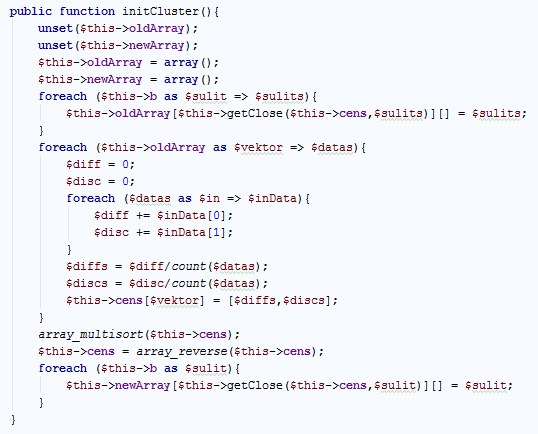 public function initCluster(){
    unset($this->oldArray);
    unset($this->newArray);
    $this->oldArray = array();
    $this->newArray = array();
    foreach ($this->b as $sulit => $sulits){
        $this->oldArray[$this->getClose($this->cens,$sulits)][] = $sulits;
    }
    foreach ($this->oldArray as $vektor => $datas){
        $diff = 0;
        $disc = 0;
        foreach ($datas as $in => $inData){
            $diff += $inData[0];
            $disc += $inData[1];
        }
        $diffs = $diff/count($datas);
        $discs = $disc/count($datas);
        $this->cens[$vektor] = [$diffs,$discs];
    }
    array_multisort($this->cens);
    $this->cens = array_reverse($this->cens);
    foreach ($this->b as $sulit){
        $this->newArray[$this->getClose($this->cens,$sulit)][] = $sulit;
    }
}